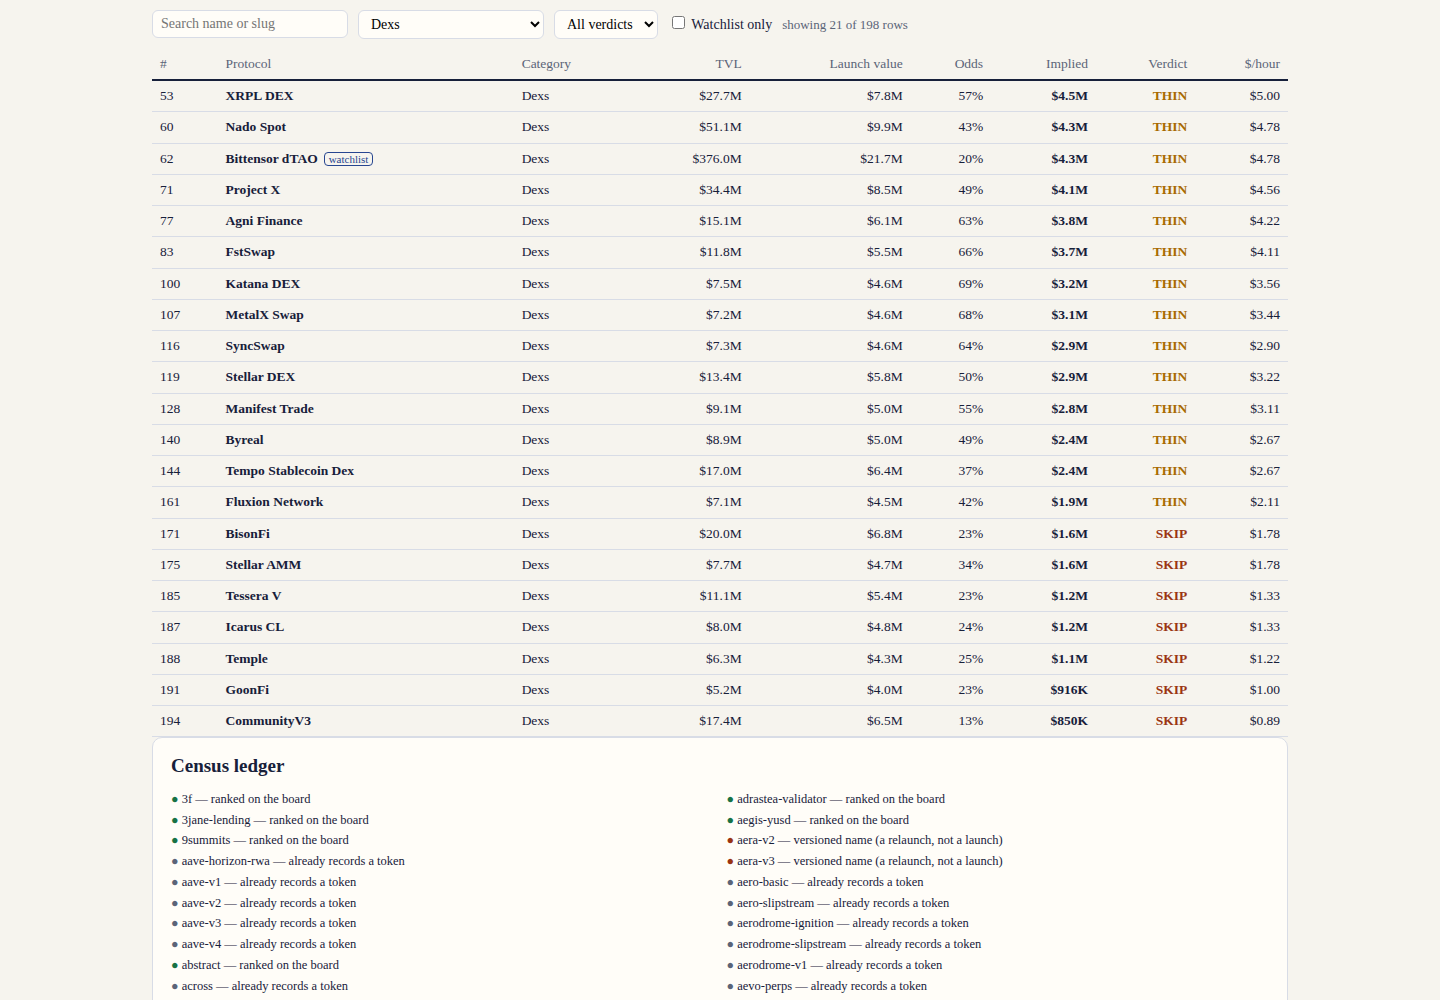 Search name or slug Dexs All verdicts Watchlist only showing 21 of 198 rows
# Protocol Category TVL Launch value Odds Implied Verdict $/hour
53 XRPL DEX Dexs $27.7M $7.8M 57% $4.5M THIN $5.00
60 Nado Spot Dexs $51.1M $9.9M 43% $4.3M THIN $4.78
62 Bittensor dTAO watchlist Dexs $376.0M $21.7M 20% $4.3M THIN $4.78
71 Project X Dexs $34.4M $8.5M 49% $4.1M THIN $4.56
77 Agni Finance Dexs $15.1M $6.1M 63% $3.8M THIN $4.22
83 FstSwap Dexs $11.8M $5.5M 66% $3.7M THIN $4.11
100 Katana DEX Dexs $7.5M $4.6M 69% $3.2M THIN $3.56
107 MetalX Swap Dexs $7.2M $4.6M 68% $3.1M THIN $3.44
116 SyncSwap Dexs $7.3M $4.6M 64% $2.9M THIN $2.90
119 Stellar DEX Dexs $13.4M $5.8M 50% $2.9M THIN $3.22
128 Manifest Trade Dexs $9.1M $5.0M 55% $2.8M THIN $3.11
140 Byreal Dexs $8.9M $5.0M 49% $2.4M THIN $2.67
144 Tempo Stablecoin Dex Dexs $17.0M $6.4M 37% $2.4M THIN $2.67
161 Fluxion Network Dexs $7.1M $4.5M 42% $1.9M THIN $2.11
171 BisonFi Dexs $20.0M $6.8M 23% $1.6M SKIP $1.78
175 Stellar AMM Dexs $7.7M $4.7M 34% $1.6M SKIP $1.78
185 Tessera V Dexs $11.1M $5.4M 23% $1.2M SKIP $1.33
187 Icarus CL Dexs $8.0M $4.8M 24% $1.2M SKIP $1.33
188 Temple Dexs $6.3M $4.3M 25% $1.1M SKIP $1.22
191 GoonFi Dexs $5.2M $4.0M 23% $916K SKIP $1.00
194 CommunityV3 Dexs $17.4M $6.5M 13% $850K SKIP $0.89
Census ledger
● 3f — ranked on the board
● 3jane-lending — ranked on the board
● 9summits — ranked on the board
● aave-horizon-rwa — already records a token
● aave-v1 — already records a token
● aave-v2 — already records a token
● aave-v3 — already records a token
● aave-v4 — already records a token
● abstract — ranked on the board
● across — already records a token
● adrastea-validator — ranked on the board
● aegis-yusd — ranked on the board
● aera-v2 — versioned name (a relaunch, not a launch)
● aera-v3 — versioned name (a relaunch, not a launch)
● aero-basic — already records a token
● aero-slipstream — already records a token
● aerodrome-ignition — already records a token
● aerodrome-slipstream — already records a token
● aerodrome-v1 — already records a token
● aevo-perps — already records a token